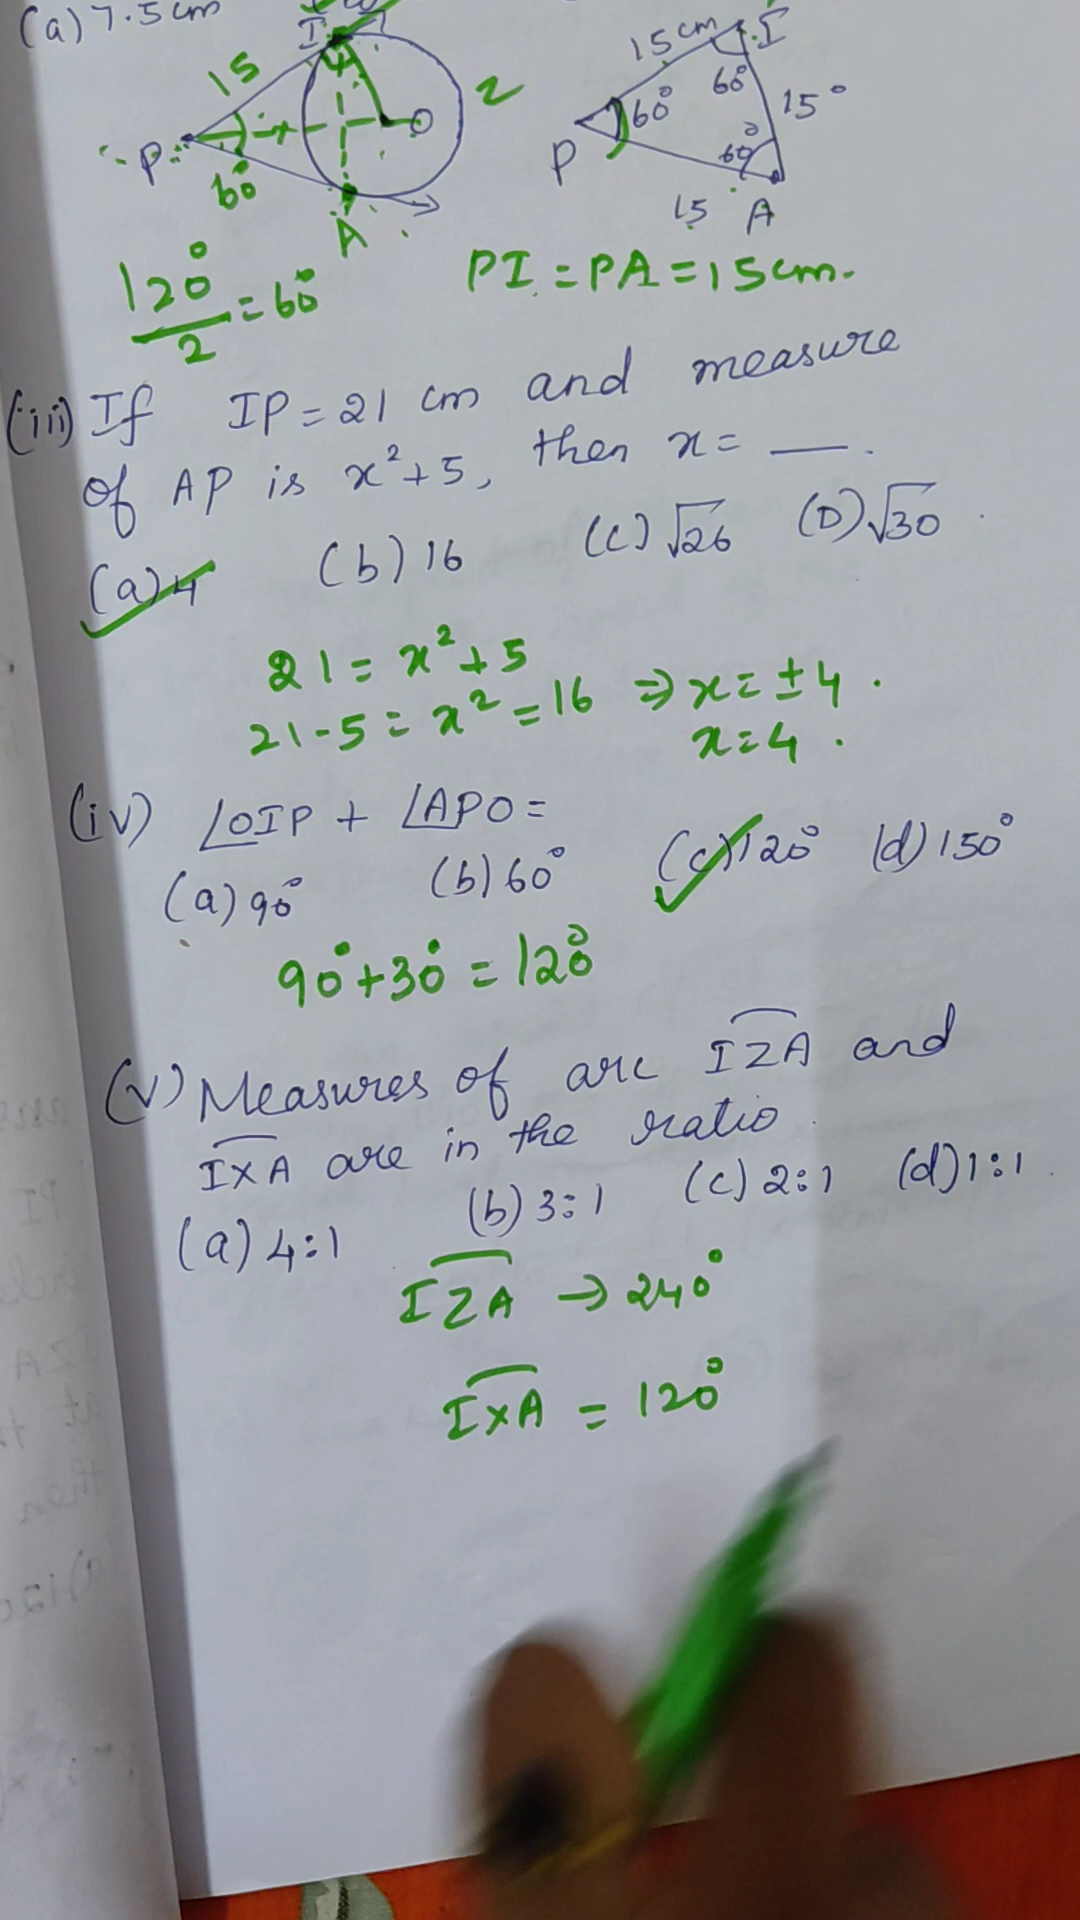 (a) 7.5 cm
I
15
X
O
Z
P
60°
A
15 cm
I
60°
60°
15°
P
60°
15
A
120°/2 = 60°
PI = PA = 15 cm.
(iii) If IP = 21 cm and measure
of AP is x²+5, then x = __.
(a) 4 (b) 16 (c) √26 (D) √30
21 = x²+5
21-5 = x² = 16 ⇒ x = ±4.
x = 4.
(iv) ∠OIP + ∠APO =
(a) 90° (b) 60° (c) 120° (d) 150°
90°+30° = 120°
(v) Measures of arc IZA and
IXA are in the ratio.
(a) 4:1 (b) 3:1 (c) 2:1 (d) 1:1
IZA → 240°
IXA = 120°